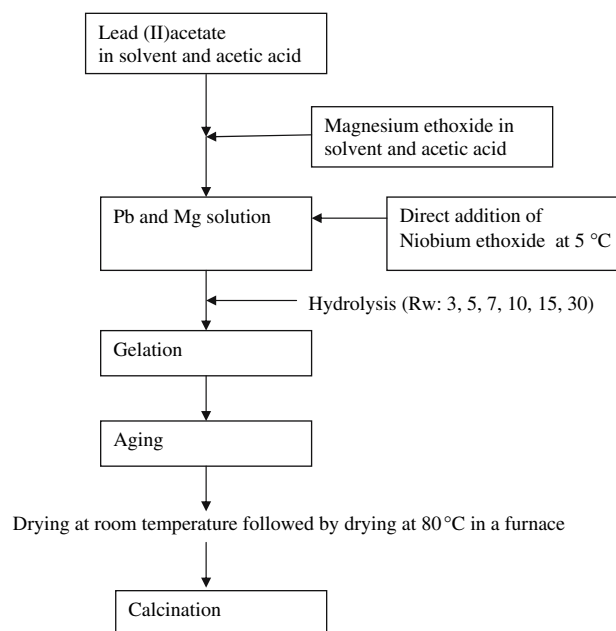 Lead (II)acetate
in solvent and acetic acid
Magnesium ethoxide in
solvent and acetic acid
Pb and Mg solution
Direct addition of
Niobium ethoxide at 5 °C
Hydrolysis (Rw: 3, 5, 7, 10, 15, 30)
Gelation
Aging
Drying at room temperature followed by drying at 80 °C in a furnace
Calcination